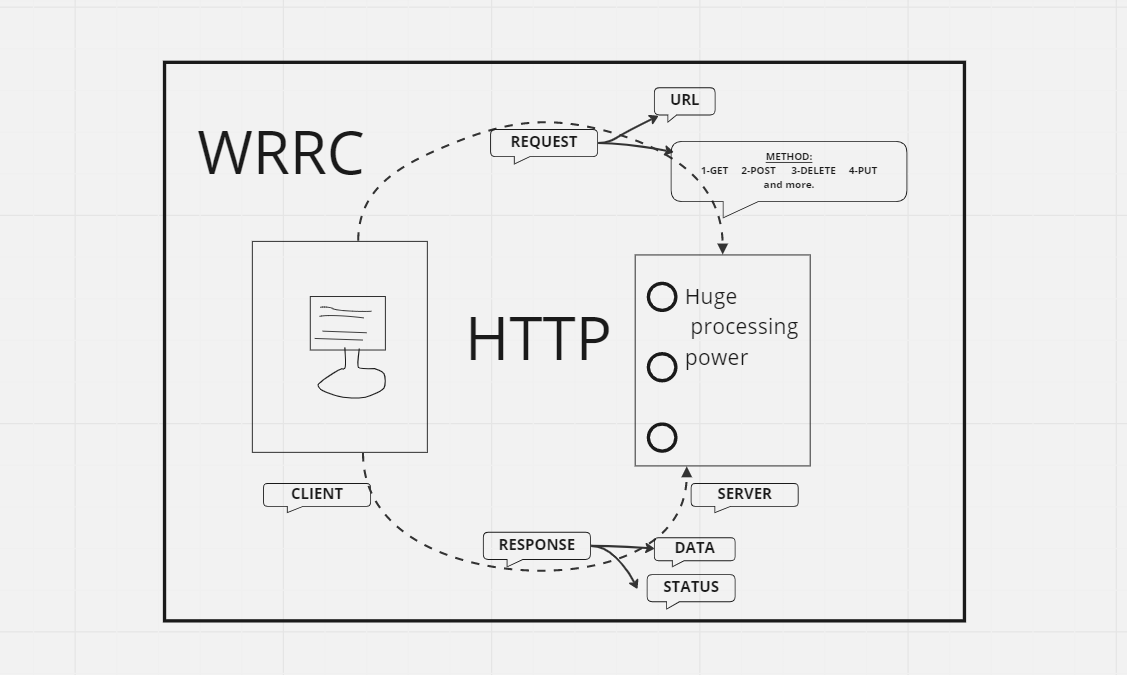 URL
WRRC
REQUEST
METHOD:
1-GET 2-POST 3-DELETE 4-PUT
and more.
HTTP
Huge
processing
power
CLIENT
SERVER
RESPONSE
DATA
STATUS